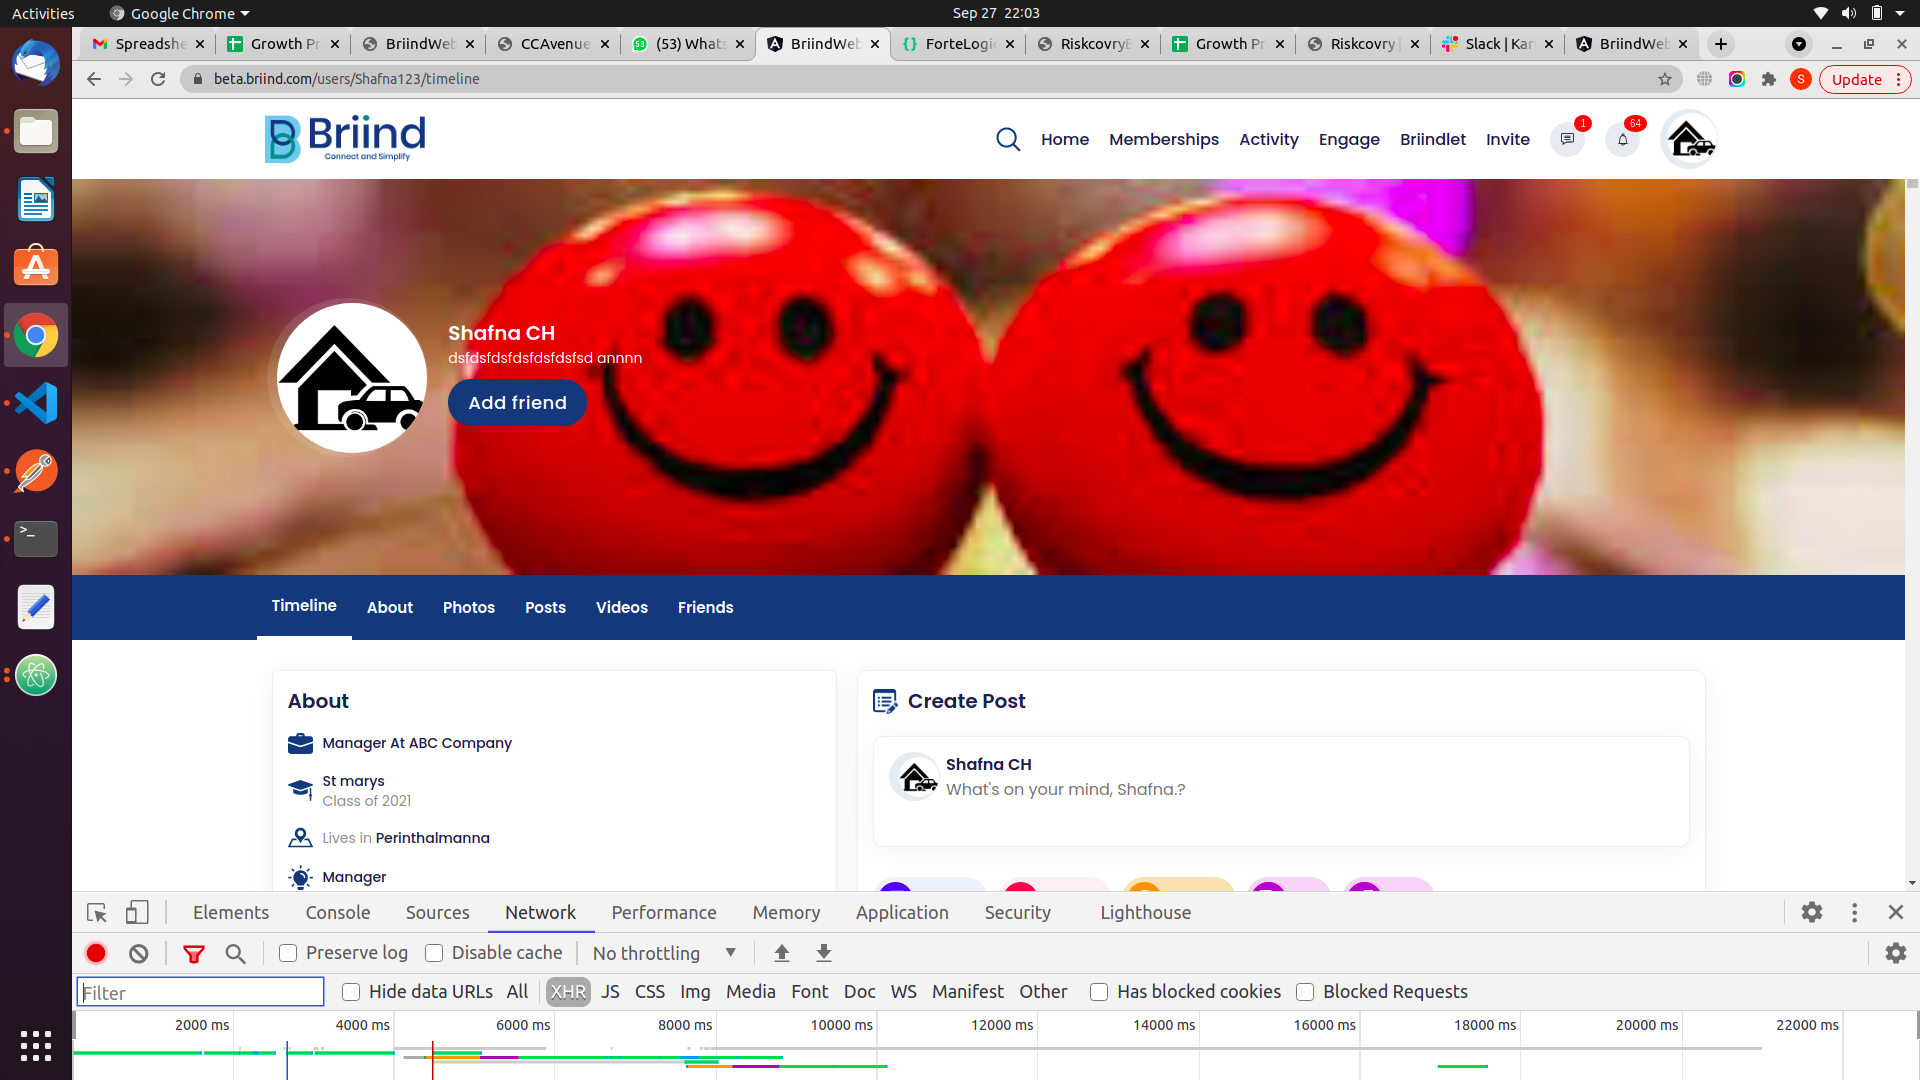 Activities
Google Chrome
Sep 27 22:03
Spreadshe
Growth Pr
BriindWeb
CCAvenue
(53) Whats
BriindWeb
ForteLogic
RiskcovryB
Growth Pr
Riskcovry |
Slack | Kar
BriindWeb
beta.briind.com/users/Shafna123/timeline
S
Update
Briind
Connect and Simplify
Home
Memberships
Activity
Engage
Briindlet
Invite
1
64
Shafna CH
dsfdsfdsfdsfdsfdsfsd annnn
Add friend
Timeline
About
Photos
Posts
Videos
Friends
About
Manager At ABC Company
St marys
Class of 2021
Lives in Perinthalmanna
Manager
Create Post
Shafna CH
What's on your mind, Shafna.?
Elements
Console
Sources
Network
Performance
Memory
Application
Security
Lighthouse
Preserve log
Disable cache
No throttling
Filter
Hide data URLs
All
XHR
JS
CSS
Img
Media
Font
Doc
WS
Manifest
Other
Has blocked cookies
Blocked Requests
2000 ms
4000 ms
6000 ms
8000 ms
10000 ms
12000 ms
14000 ms
16000 ms
18000 ms
20000 ms
22000 ms